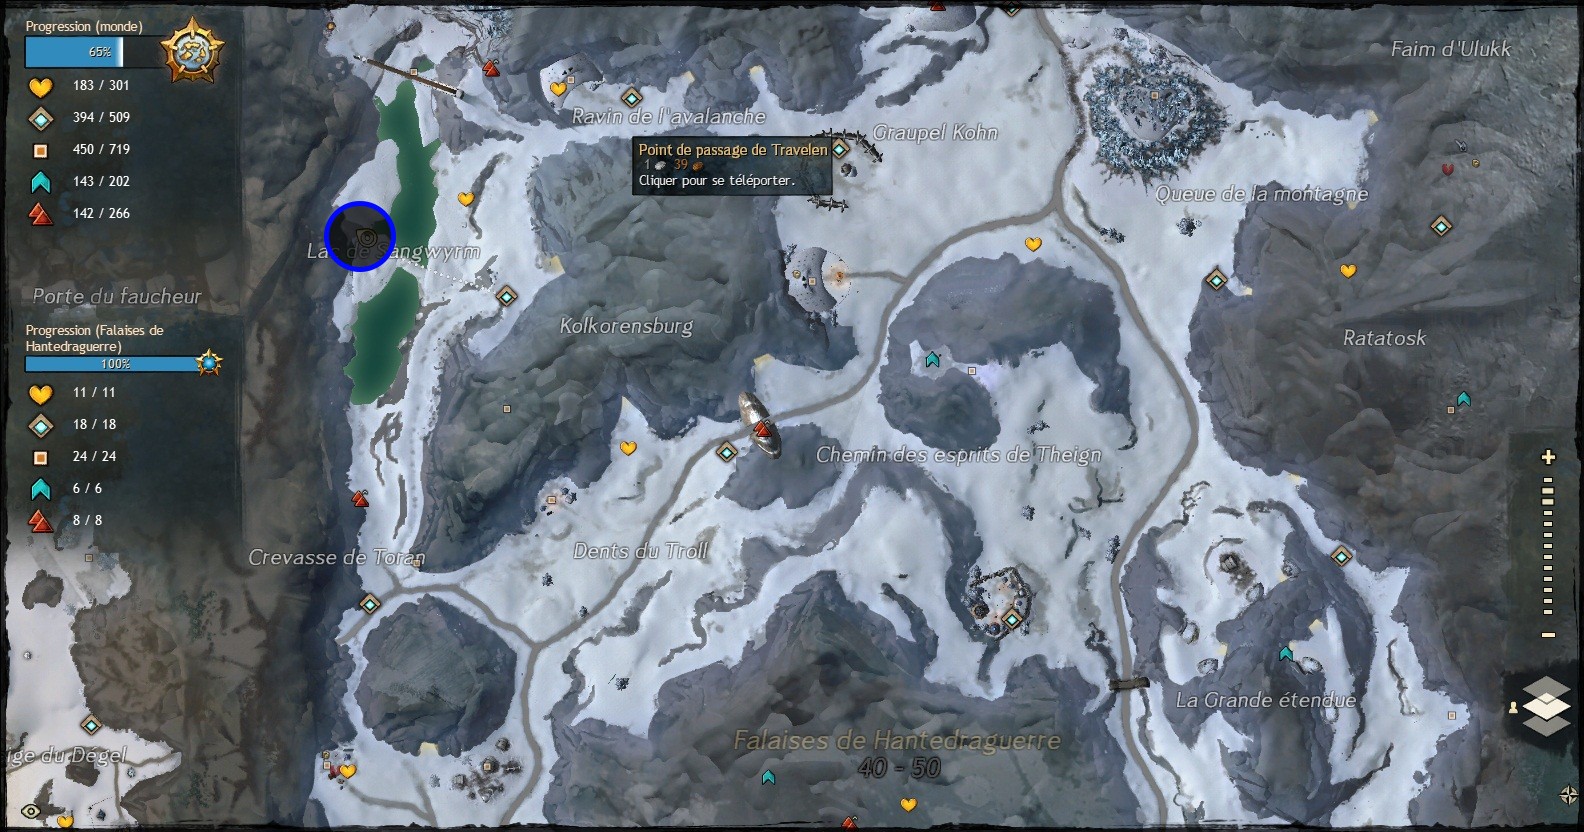 Progression (monde)
65%
183 / 301
394 / 509
450 / 719
143 / 202
142 / 266
Porte du faucheur
Progression (Falaises de
Hantedraguerre)
100%
11 / 11
18 / 18
24 / 24
6 / 6
8 / 8
Faim d'Ulukk
Ravin de l'avalanche
Graupel Kohn
Point de passage de Travelen
1 39
Cliquer pour se téléporter.
Queue de la montagne
Lac de Sangwyrm
Kolkorensburg
Ratatosk
Chemin des esprits de Theign
Crevasse de Toran
Dents du Troll
La Grande étendue
Falaises de Hantedraguerre
40 - 50
ige du Dégel